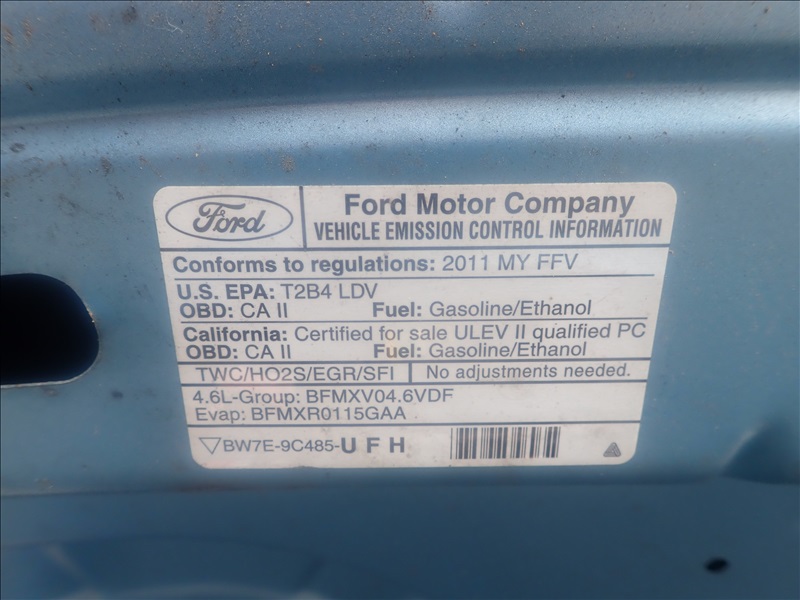 Ford
Ford Motor Company
VEHICLE EMISSION CONTROL INFORMATION
Conforms to regulations: 2011 MY FFV
U.S. EPA: T2B4 LDV
OBD: CA II Fuel: Gasoline/Ethanol
California: Certified for sale ULEV II qualified PC
OBD: CA II Fuel: Gasoline/Ethanol
TWC/HO2S/EGR/SFI No adjustments needed.
4.6L-Group: BFMXV04.6VDF
Evap: BFMXR0115GAA
BW7E-9C485-U F H